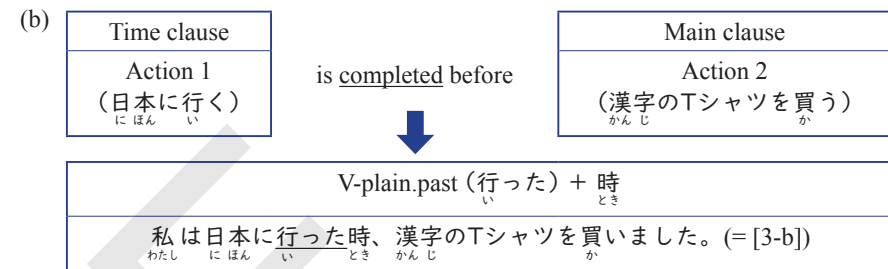 (b)
Time clause
Main clause
Action 1
is completed before
Action 2
（日本に行く）
にほん い
（漢字のTシャツを買う）
かんじ か
V-plain.past（行った）＋ 時
い とき
私は日本に行った時、漢字のTシャツを買いました。(= [3-b])
わたし にほん い とき かんじ か